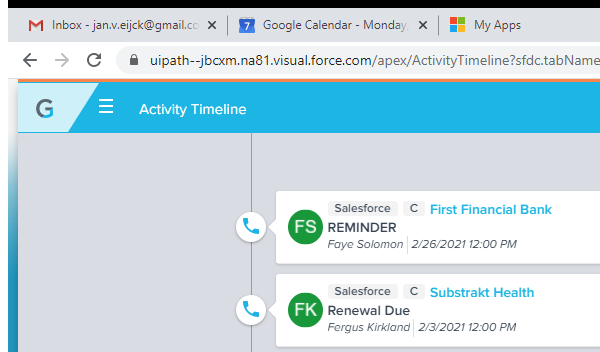 Inbox - jan.v.eijck@gmail.co
Google Calendar - Monday,
My Apps
uipath--jbcxm.na81.visual.force.com/apex/ActivityTimeline?sfdc.tabName
G
Activity Timeline
Salesforce C First Financial Bank
FS
REMINDER
Faye Solomon 2/26/2021 12:00 PM
Salesforce C Substrakt Health
FK
Renewal Due
Fergus Kirkland 2/3/2021 12:00 PM